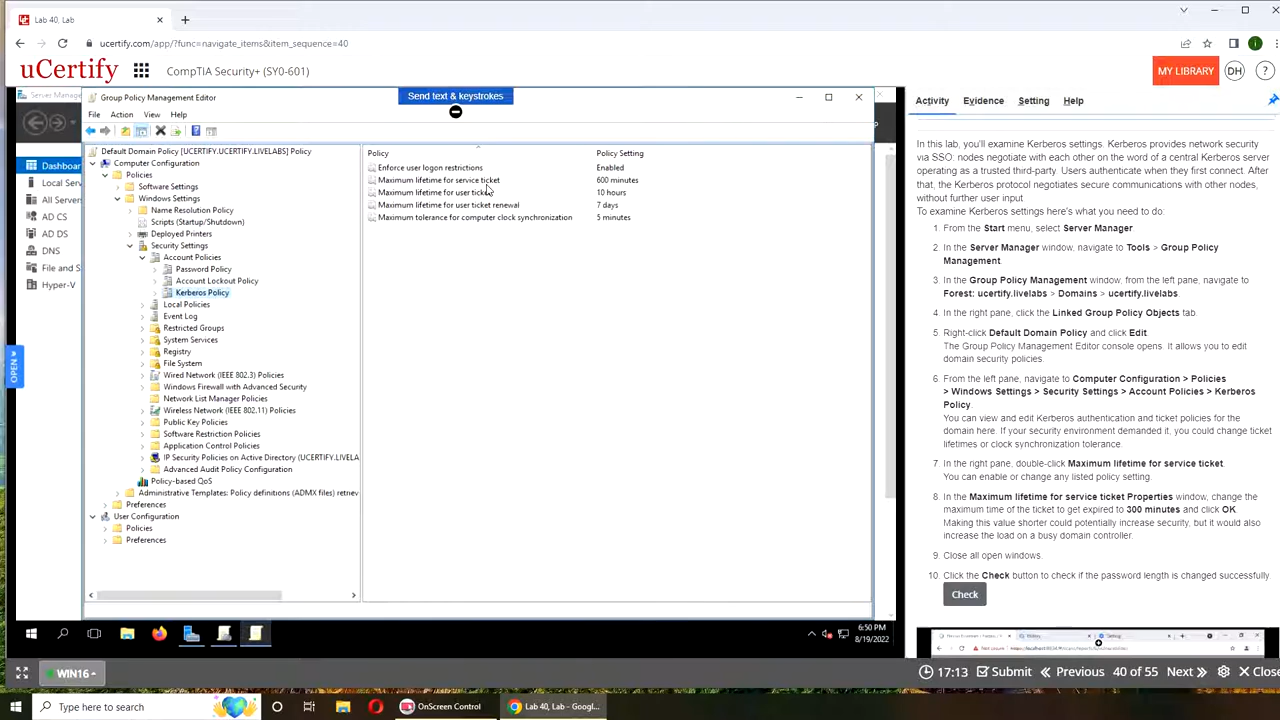 Lab 40, Lab
ucertify.com/app/?func=navigate_items&item_sequence=40
uCertify
CompTIA Security+ (SY0-601)
MY LIBRARY
DH
?
Server Manag
Group Policy Management Editor
Send text & keystrokes
File Action View Help
Default Domain Policy [UCERTIFY.UCERTIFY.LIVELABS] Policy
Computer Configuration
Policies
Software Settings
Windows Settings
Name Resolution Policy
Scripts (Startup/Shutdown)
Deployed Printers
Security Settings
Account Policies
Password Policy
Account Lockout Policy
Kerberos Policy
Local Policies
Event Log
Restricted Groups
System Services
Registry
File System
Wired Network (IEEE 802.3) Policies
Windows Firewall with Advanced Security
Network List Manager Policies
Wireless Network (IEEE 802.11) Policies
Public Key Policies
Software Restriction Policies
Application Control Policies
IP Security Policies on Active Directory (UCERTIFY.LIVELA
Advanced Audit Policy Configuration
Policy-based QoS
Administrative Templates: Policy definitions (ADMX files) retriev
Preferences
User Configuration
Policies
Preferences
Policy Policy Setting
Enforce user logon restrictions Enabled
Maximum lifetime for service ticket 600 minutes
Maximum lifetime for user ticket 10 hours
Maximum lifetime for user ticket renewal 7 days
Maximum tolerance for computer clock synchronization 5 minutes
Dashboar
Local Serv
All Servers
AD CS
AD DS
DNS
File and S
Hyper-V
OPEN
6:50 PM
8/19/2022
Activity Evidence Setting Help
In this lab, you'll examine Kerberos settings. Kerberos provides network security
via SSO: nodes negotiate with each other on the word of a central Kerberos server
operating as a trusted third-party. Users authenticate when they first connect. After
that, the Kerberos protocol negotiates secure communications with other nodes,
without further user input
To examine Kerberos settings here's what you need to do:
1. From the Start menu, select Server Manager
2. In the Server Manager window, navigate to Tools > Group Policy
Management.
3. In the Group Policy Management window, from the left pane, navigate to
Forest: ucertify.livelabs > Domains > ucertify.livelabs.
4. In the right pane, click the Linked Group Policy Objects tab.
5. Right-click Default Domain Policy and click Edit
The Group Policy Management Editor console opens. It allows you to edit
domain security policies.
6. From the left pane, navigate to Computer Configuration > Policies
> Windows Settings > Security Settings > Account Policies > Kerberos
Policy.
You can view and edit Kerberos authentication and ticket policies for the
domain here. If your security environment demanded it, you could change ticket
lifetimes or clock synchronization tolerance.
7. In the right pane, double-click Maximum lifetime for service ticket.
You can enable or change any listed policy setting.
8. In the Maximum lifetime for service ticket Properties window, change the
maximum time of the ticket to get expired to 300 minutes and click OK
Making this value shorter could potentially increase security, but it would also
increase the load on a busy domain controller.
9. Close all open windows.
10. Click the Check button to check if the password length is changed successfully.
Check
WIN16
17:13 Submit Previous 40 of 55 Next Close
Type here to search
OnScreen Control
Lab 40, Lab - Googl...